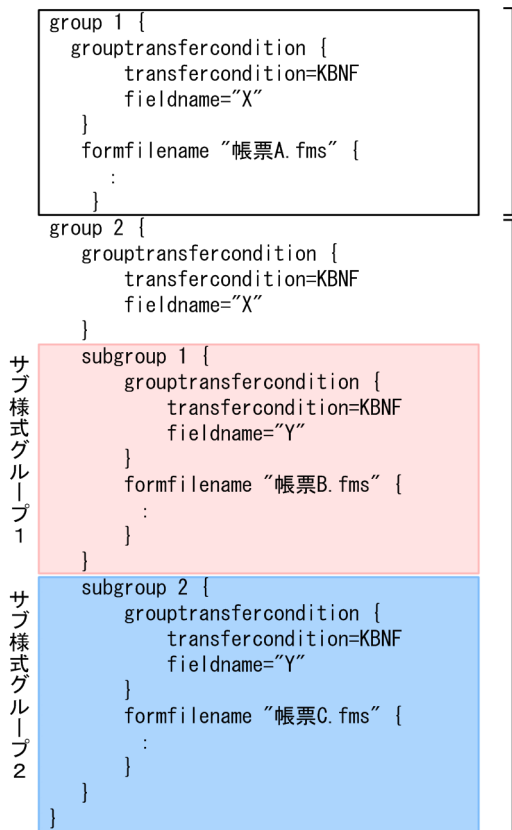 group 1 {
grouptransfercondition {
transfercondition=KBNF
fieldname="X"
}
formfilename "帳票A.fms" {
:
}
group 2 {
grouptransfercondition {
transfercondition=KBNF
fieldname="X"
}
サブ様式グループ1
subgroup 1 {
grouptransfercondition {
transfercondition=KBNF
fieldname="Y"
}
formfilename "帳票B.fms" {
:
}
}
サブ様式グループ2
subgroup 2 {
grouptransfercondition {
transfercondition=KBNF
fieldname="Y"
}
formfilename "帳票C.fms" {
:
}
}
}